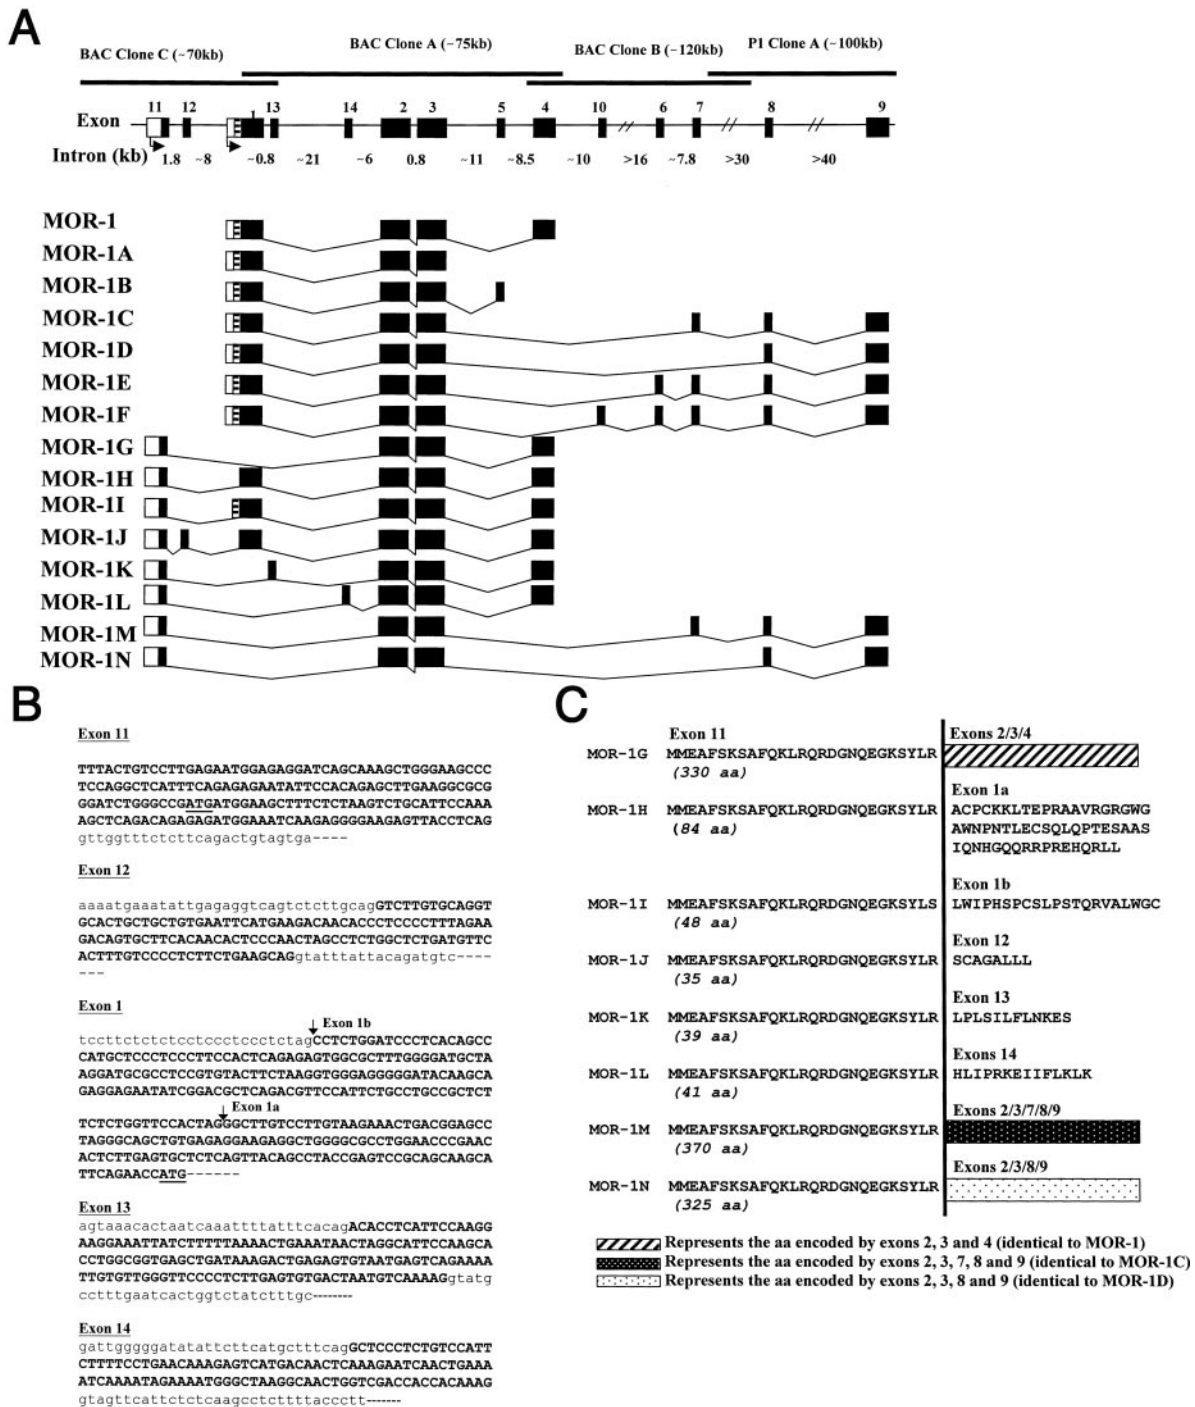 A
BAC Clone C (~70kb)
BAC Clone A (~75kb)
BAC Clone B (~120kb)
P1 Clone A (~100kb)
11 12 1 13 14 2 3 5 4 10 6 7 8 9
Exon
Intron (kb) 1.8 ~8 ~0.8 ~21 ~6 0.8 ~11 ~8.5 ~10 >16 ~7.8 >30 >40
MOR-1
MOR-1A
MOR-1B
MOR-1C
MOR-1D
MOR-1E
MOR-1F
MOR-1G
MOR-1H
MOR-1I
MOR-1J
MOR-1K
MOR-1L
MOR-1M
MOR-1N
B
Exon 11
TTTACTGTCCTTGAGAATGGAGAGGATCAGCAAAGCTGGGAAGCCC
TCCAGGCTCATTTCAGAGAGAATATTCCACAGAGCTTGAAGGCGCG
GGATCTGGGCCGATGATGGAAGCTTTCTCTAAGTCTGCATTCCAAA
AGCTCAGACAGAGAGATGGAAATCAAGAGGGGAAGAGTTACCTCAG
gttggtttctcttcagactgtagtga----
Exon 12
aaaatgaaatattgagaggtcagtctcttgcagGTCTTGTGCAGGT
GCACTGCTGCTGTGAATTCATGAAGACAACACCCTCCCCTTTAGAA
GACAGTGCTTCACAACACTCCCAACTAGCCTCTGGCTCTGATGTTC
ACTTTGTCCCCTCTTCTGAAGCAGgtatttattacagatgtc----
---
Exon 1
Exon 1b
tccttctctctcctccctccctctagCCTCTGGATCCCTCACAGCC
CATGCTCCCTCCCTTCCACTCAGAGAGTGGCGCTTTGGGGATGCTA
AGGATGCGCCTCCGTGTACTTCTAAGGTGGGAGGGGGATACAAGCA
GAGGAGAATATCGGACGCTCAGACGTTCCATTCTGCCTGCCGCTCT
Exon 1a
TCTCTGGTTCCACTAGGGCTTGTCCTTGTAAGAAACTGACGGAGCC
TAGGGCAGCTGTGAGAGGAAGAGGCTGGGGCGCCTGGAACCCGAAC
ACTCTTGAGTGCTCTCAGTTACAGCCTACCGAGTCCGCAGCAAGCA
TTCAGAACCATG------
Exon 13
agtaaacactaatcaaattttatttcacagACACCTCATTCCAAGG
AAGGAAATTATCTTTTTAAAACTGAAATAACTAGGCATTCCAAGCA
CCTGGCGGTGAGCTGATAAAGACTGAGAGTGTAATGAGTCAGAAAA
TTGTGTTGGGTTCCCCTCTTGAGTGTGACTAATGTCAAAAGgtatg
cctttgaatcactggtctatctttgc--------
Exon 14
gattgggggatatattcttcatgctttcagGCTCCCTCTGTCCATT
CTTTTCCTGAACAAAGAGTCATGACAACTCAAAGAATCAACTGAAA
ATCAAAATAGAAAATGGGCTAAGGCAACTGGTCGACCACCACAAAG
gtagttcattctctcaagcctcttttaccctt-------
C
Exon 11
Exons 2/3/4
MOR-1G MMEAFSKSAFQKLRQRDGNQEGKSYLR
(330 aa)
Exon 1a
MOR-1H MMEAFSKSAFQKLRQRDGNQEGKSYLR ACPCKKLTEPRAAVRGRGWG
(84 aa) AWNPNTLECSQLQPTESAAS
IQNHGQQRRPREHQRLL
Exon 1b
MOR-1I MMEAFSKSAFQKLRQRDGNQEGKSYLS LWIPHSPCSLPSTQRVALWGC
(48 aa)
Exon 12
MOR-1J MMEAFSKSAFQKLRQRDGNQEGKSYLR SCAGALLL
(35 aa)
Exon 13
MOR-1K MMEAFSKSAFQKLRQRDGNQEGKSYLR LPLSILFLNKES
(39 aa)
Exons 14
MOR-1L MMEAFSKSAFQKLRQRDGNQEGKSYLR HLIPRKEIIFLKLK
(41 aa)
Exons 2/3/7/8/9
MOR-1M MMEAFSKSAFQKLRQRDGNQEGKSYLR
(370 aa)
Exons 2/3/8/9
MOR-1N MMEAFSKSAFQKLRQRDGNQEGKSYLR
(325 aa)
Represents the aa encoded by exons 2, 3 and 4 (identical to MOR-1)
Represents the aa encoded by exons 2, 3, 7, 8 and 9 (identical to MOR-1C)
Represents the aa encoded by exons 2, 3, 8 and 9 (identical to MOR-1D)